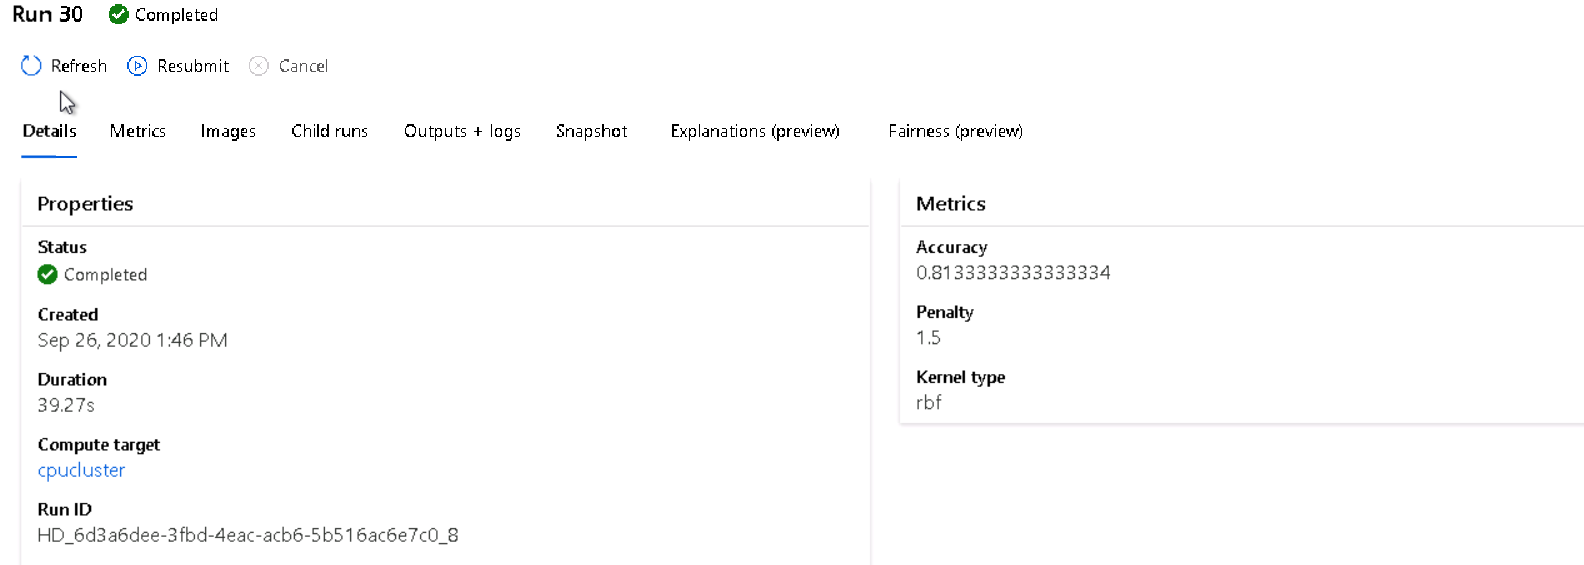 Run 30 Completed
Refresh Resubmit Cancel
Details Metrics Images Child runs Outputs + logs Snapshot Explanations (preview) Fairness (preview)
Properties
Status
Completed
Created
Sep 26, 2020 1:46 PM
Duration
39.27s
Compute target
cpucluster
Run ID
HD_6d3a6dee-3fbd-4eac-acb6-5b516ac6e7c0_8
Metrics
Accuracy
0.8133333333333334
Penalty
1.5
Kernel type
rbf